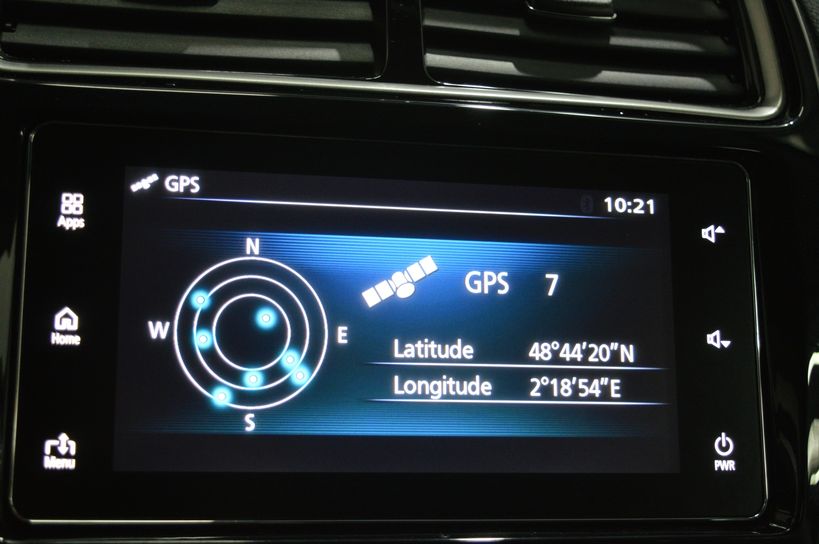 GPS
10:21
Apps
Home
Menu
N
W
E
S
GPS 7
Latitude 48°44'20"N
Longitude 2°18'54"E
PWR